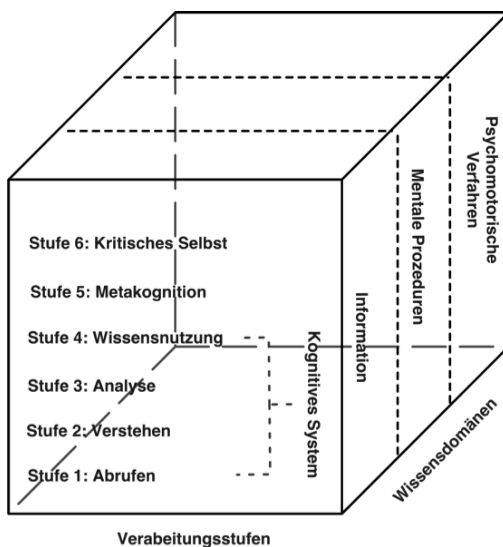 Stufe 6: Kritisches Selbst
Stufe 5: Metakognition
Stufe 4: Wissensnutzung
Stufe 3: Analyse
Stufe 2: Verstehen
Stufe 1: Abrufen
Kognitives System
Information
Mentale Prozeduren
Psychomotorische
Verfahren
Wissensdomänen
Verabeitungsstufen